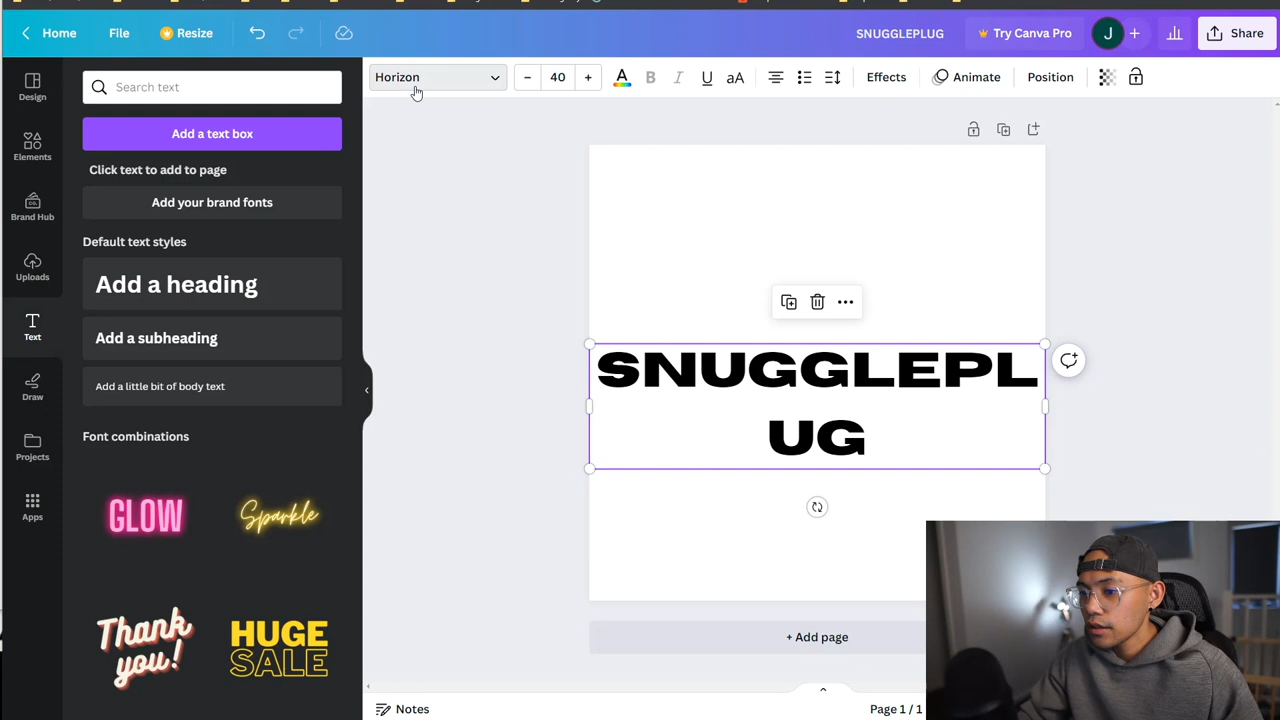 Home
File
Resize
SNUGGLEPLUG
Try Canva Pro
J
+
Share
Horizon
− 40 +
A
B
I
U
aA
Effects
Animate
Position
Design
Elements
Brand Hub
Uploads
Text
Draw
Projects
Apps
Search text
Add a text box
Click text to add to page
Add your brand fonts
Default text styles
Add a heading
Add a subheading
Add a little bit of body text
Font combinations
GLOW
Sparkle
Thank
you!
HUGE
SALE
SNUGGLEPL
UG
+ Add page
Notes
Page 1 / 1